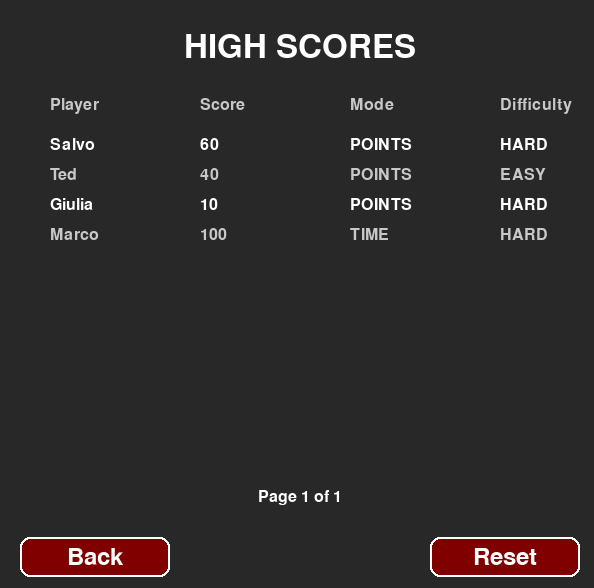 HIGH SCORES
Player Score Mode Difficulty
Salvo 60 POINTS HARD
Ted 40 POINTS EASY
Giulia 10 POINTS HARD
Marco 100 TIME HARD
Page 1 of 1
Back Reset